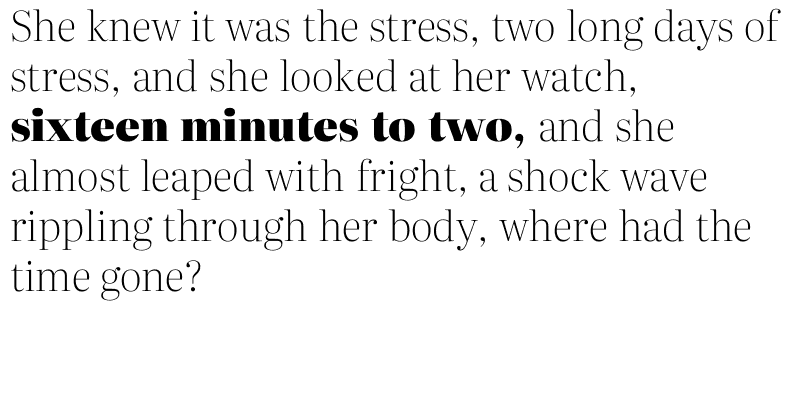 She knew it was the stress, two long days of
stress, and she looked at her watch,
sixteen minutes to two, and she
almost leaped with fright, a shock wave
rippling through her body, where had the
time gone?